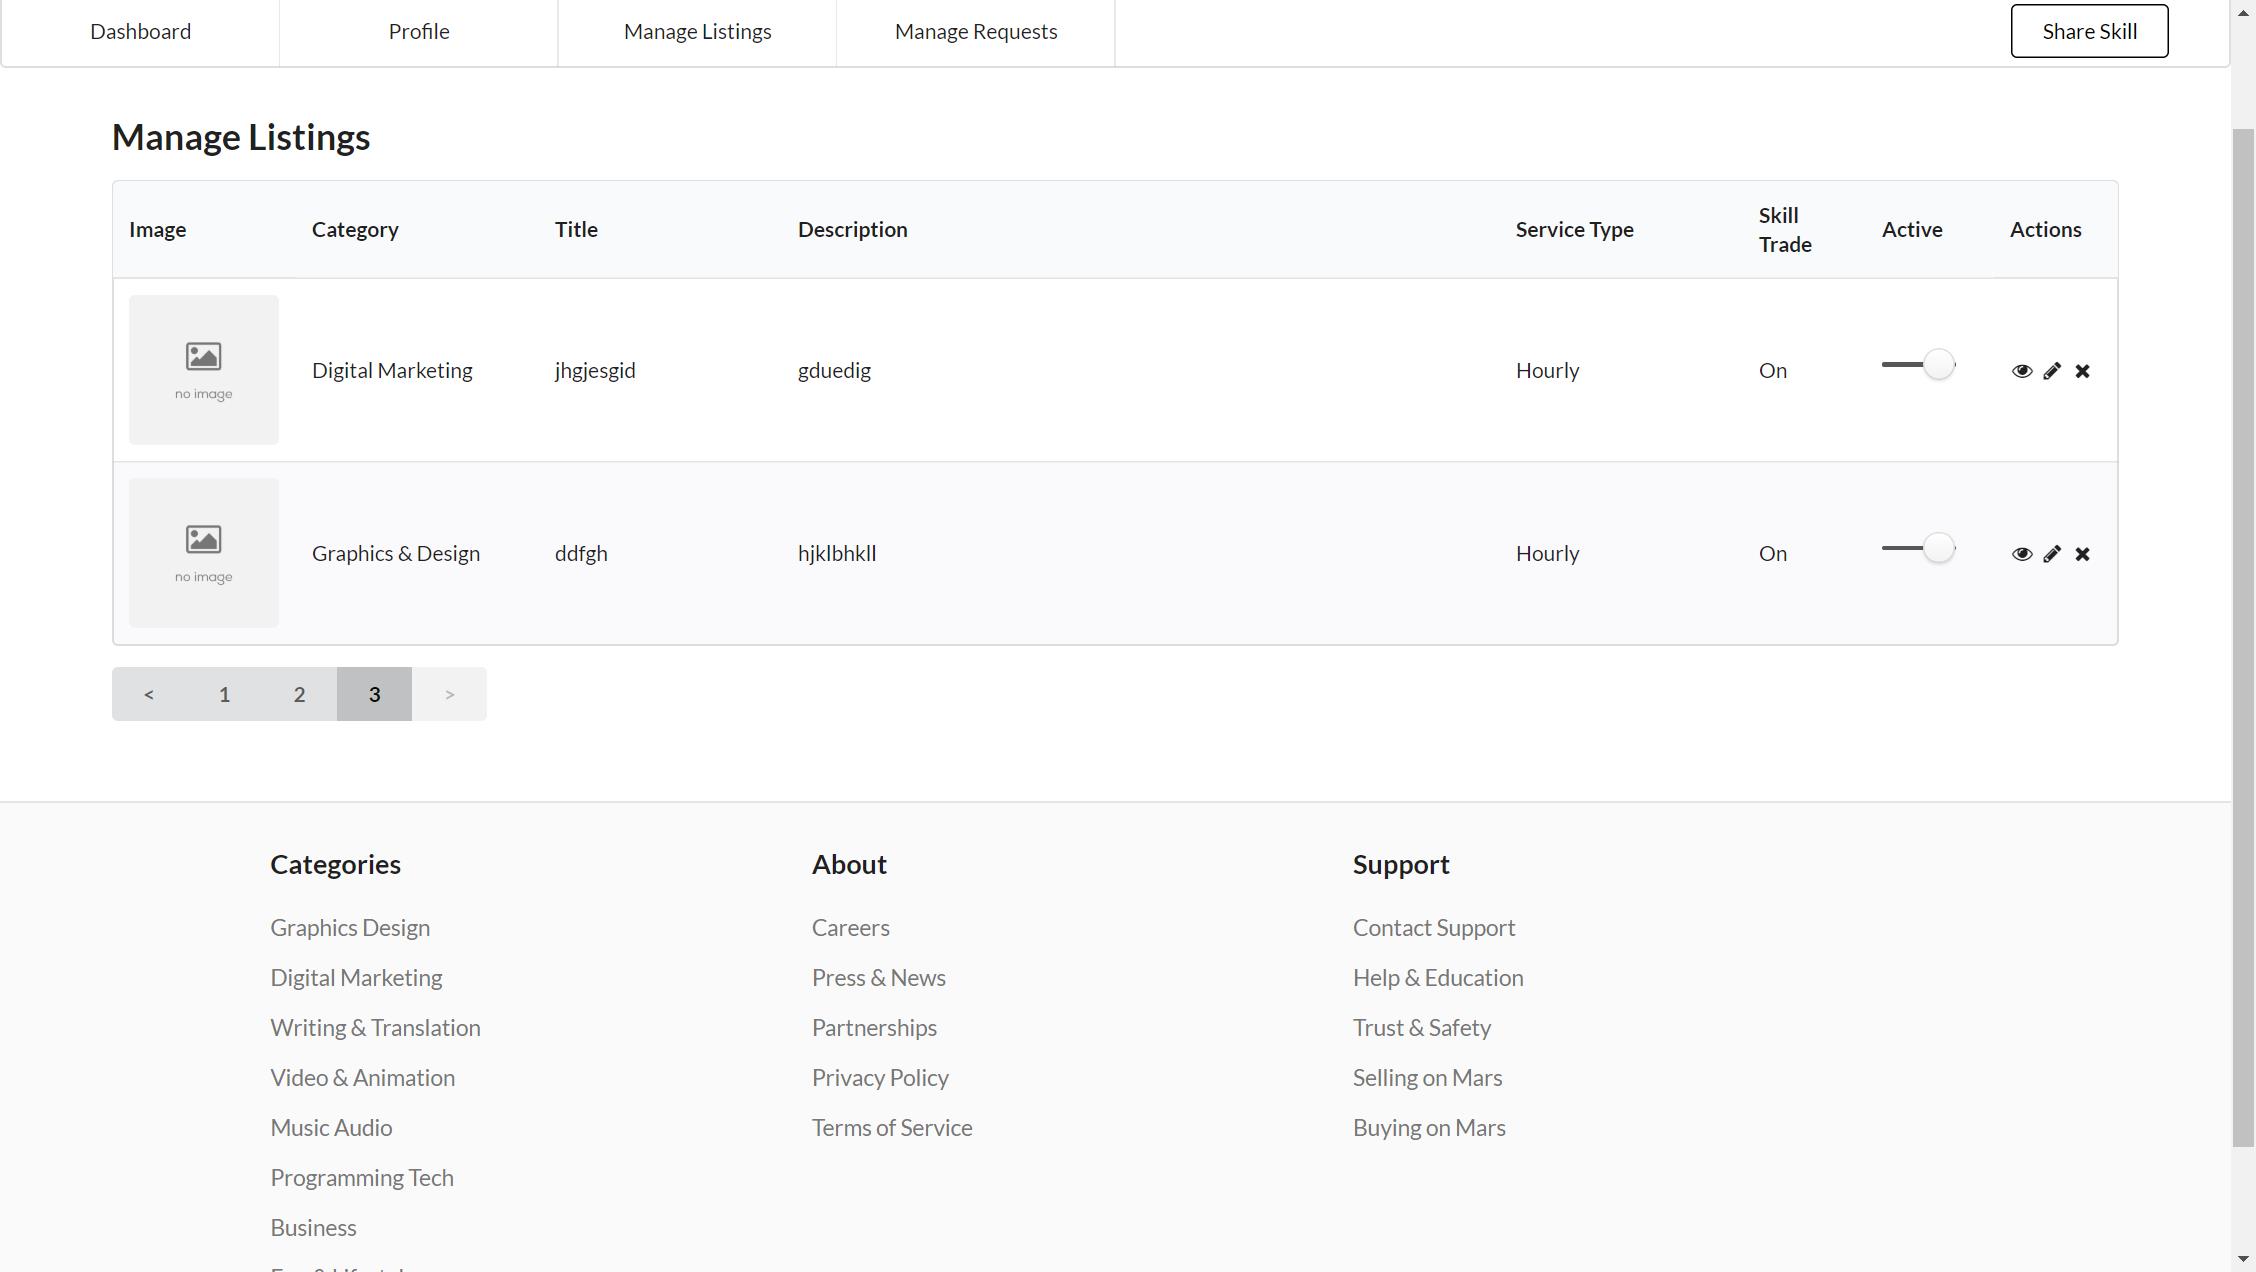 Dashboard Profile Manage Listings Manage Requests Share Skill
Manage Listings
Image Category Title Description Service Type Skill Trade Active Actions
no image
Digital Marketing jhgjesgid gduedig Hourly On
no image
Graphics & Design ddfgh hjklbhkll Hourly On
< 1 2 3 >
Categories
Graphics Design
Digital Marketing
Writing & Translation
Video & Animation
Music Audio
Programming Tech
Business
About
Careers
Press & News
Partnerships
Privacy Policy
Terms of Service
Support
Contact Support
Help & Education
Trust & Safety
Selling on Mars
Buying on Mars